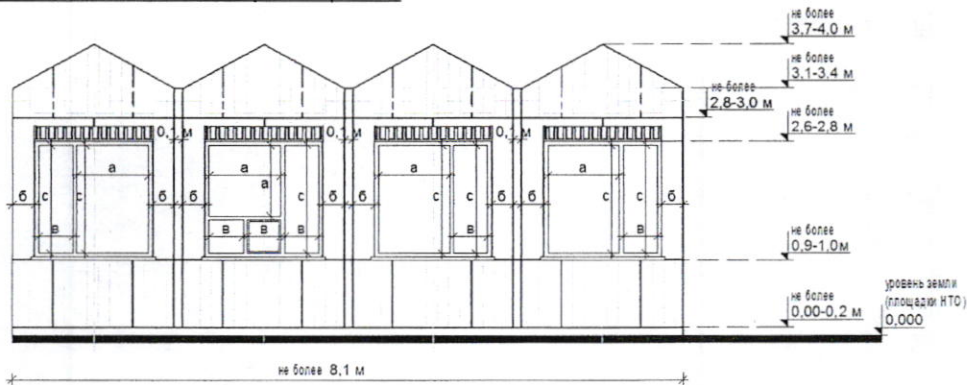 не более
3,7-4,0 м
не более
3,1-3,4 м
не более
2,8-3,0 м
не более
2,6-2,8 м
0,1 м
0,1 м
0,1 м
а
а
а
а
а
б
с
с
б
б
с
б
б
с
б
б
с
б
в
в
в
в
в
в
не более
0,9-1,0м
не более
0,00-0,2 м
уровень земли
(площадки НТО)
0,000
не более 8,1 м